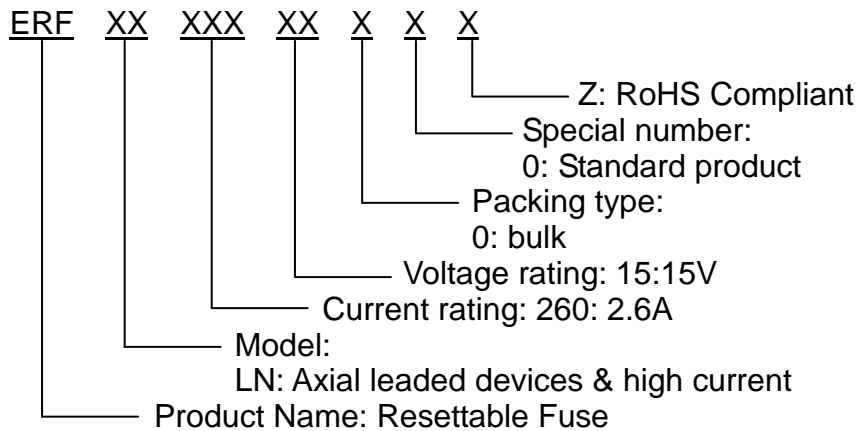 ERF XX XXX XX X X X
Z: RoHS Compliant
Special number:
0: Standard product
Packing type:
0: bulk
Voltage rating: 15:15V
Current rating: 260: 2.6A
Model:
LN: Axial leaded devices & high current
Product Name: Resettable Fuse